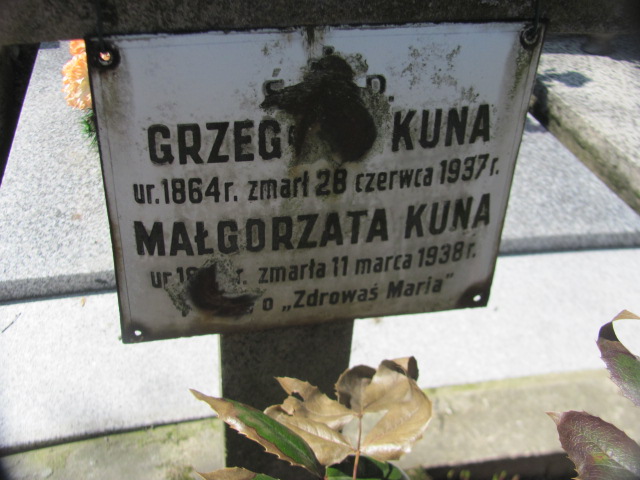 Ś. P.
GRZEG KUNA
ur. 1864 r. zmarł 28 czerwca 1937 r.
MAŁGORZATA KUNA
ur. r. zmarła 11 marca 1938 r.
o „Zdrowaś Maria”